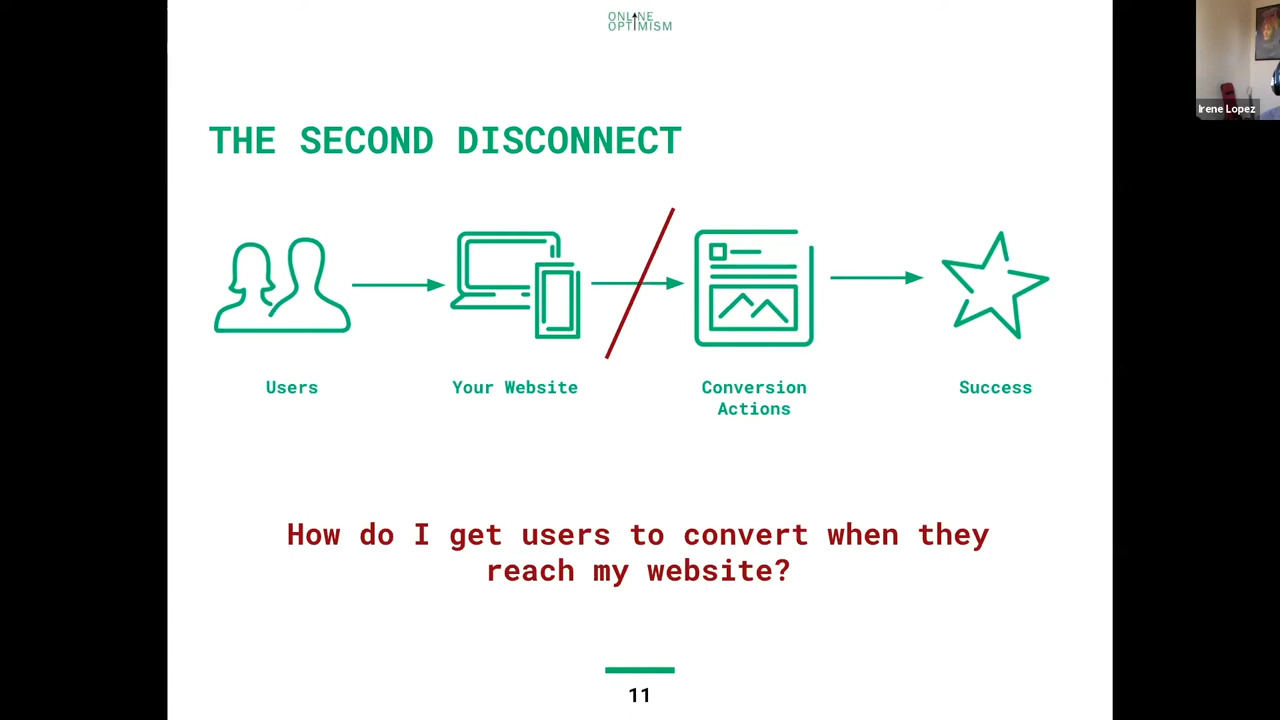 ONLINE
OPTIMISM
Irene Lopez
THE SECOND DISCONNECT
Users
Your Website
Conversion
Actions
Success
How do I get users to convert when they
reach my website?
11